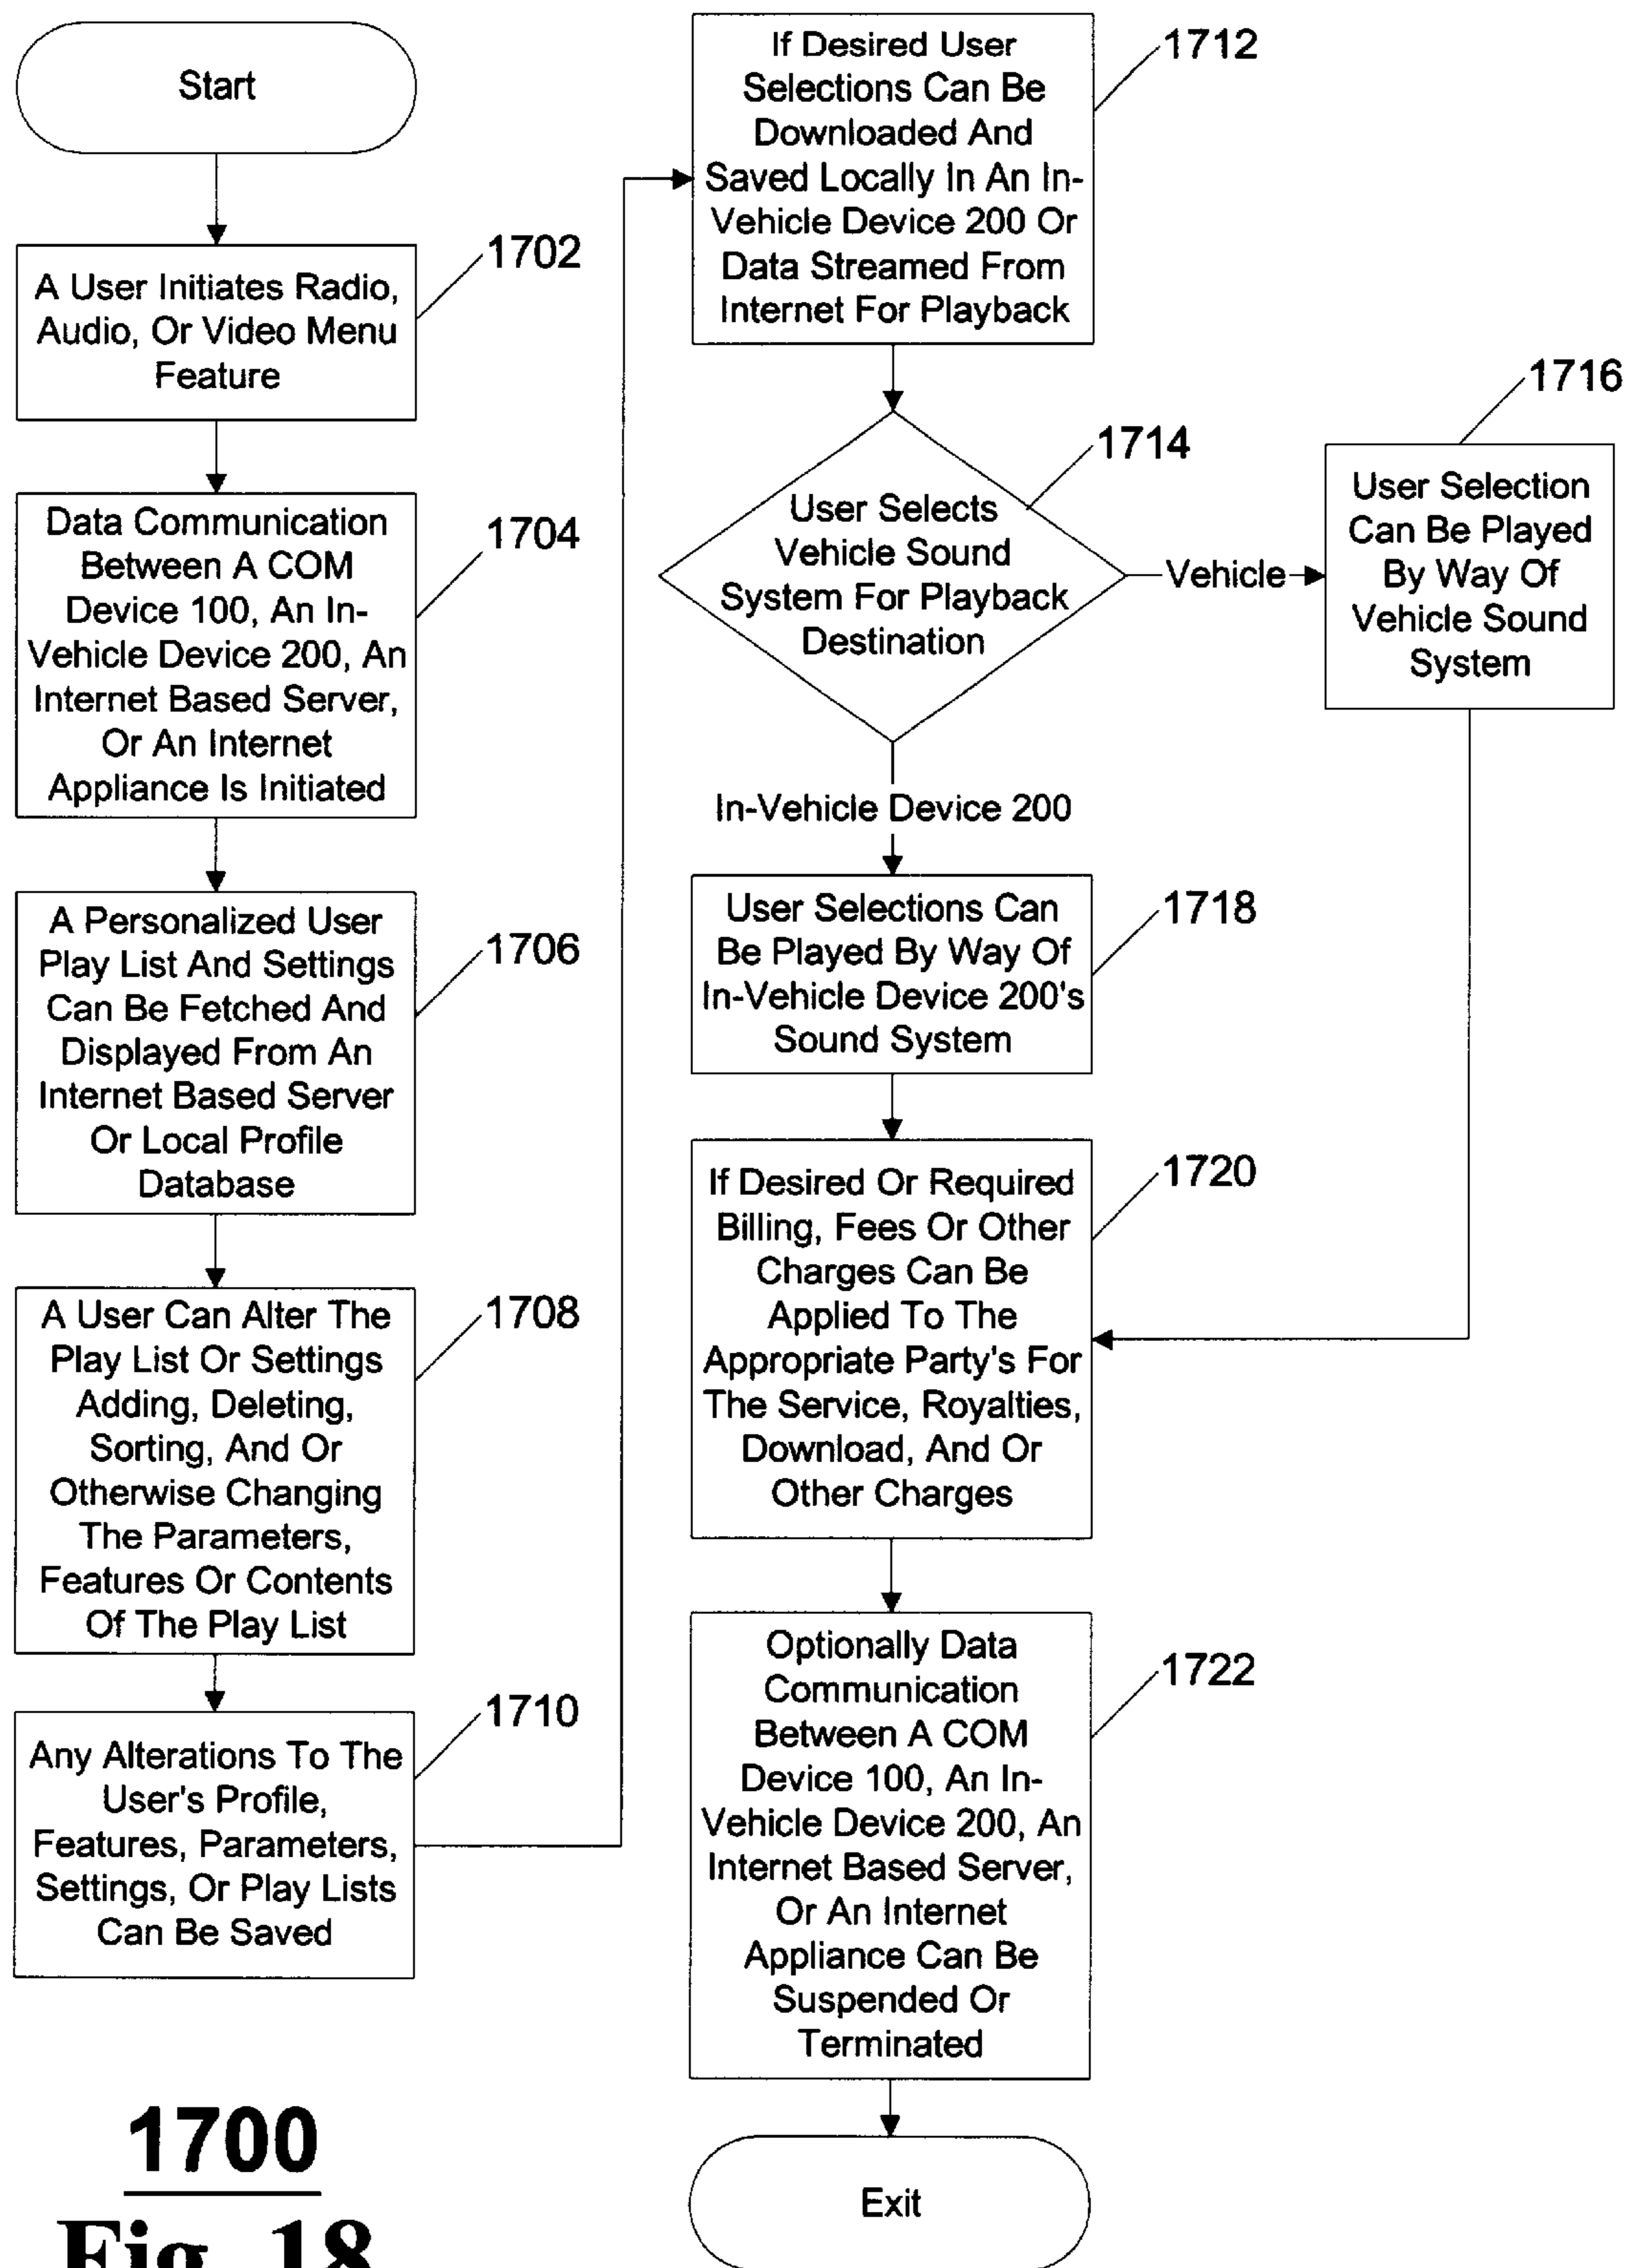 Start
A User Initiates Radio,
Audio, Or Video Menu
Feature
1702
Data Communication
Between A COM
Device 100, An In-
Vehicle Device 200, An
Internet Based Server,
Or An Internet
Appliance Is Initiated
1704
A Personalized User
Play List And Settings
Can Be Fetched And
Displayed From An
Internet Based Server
Or Local Profile
Database
1706
A User Can Alter The
Play List Or Settings
Adding, Deleting,
Sorting, And Or
Otherwise Changing
The Parameters,
Features Or Contents
Of The Play List
1708
Any Alterations To The
User's Profile,
Features, Parameters,
Settings, Or Play Lists
Can Be Saved
1710
If Desired User
Selections Can Be
Downloaded And
Saved Locally In An In-
Vehicle Device 200 Or
Data Streamed From
Internet For Playback
1712
User Selects
Vehicle Sound
System For Playback
Destination
1714
Vehicle
User Selection
Can Be Played
By Way Of
Vehicle Sound
System
1716
In-Vehicle Device 200
User Selections Can
Be Played By Way Of
In-Vehicle Device 200's
Sound System
1718
If Desired Or Required
Billing, Fees Or Other
Charges Can Be
Applied To The
Appropriate Party's For
The Service, Royalties,
Download, And Or
Other Charges
1720
Optionally Data
Communication
Between A COM
Device 100, An In-
Vehicle Device 200, An
Internet Based Server,
Or An Internet
Appliance Can Be
Suspended Or
Terminated
1722
Exit
1700
Fig. 18